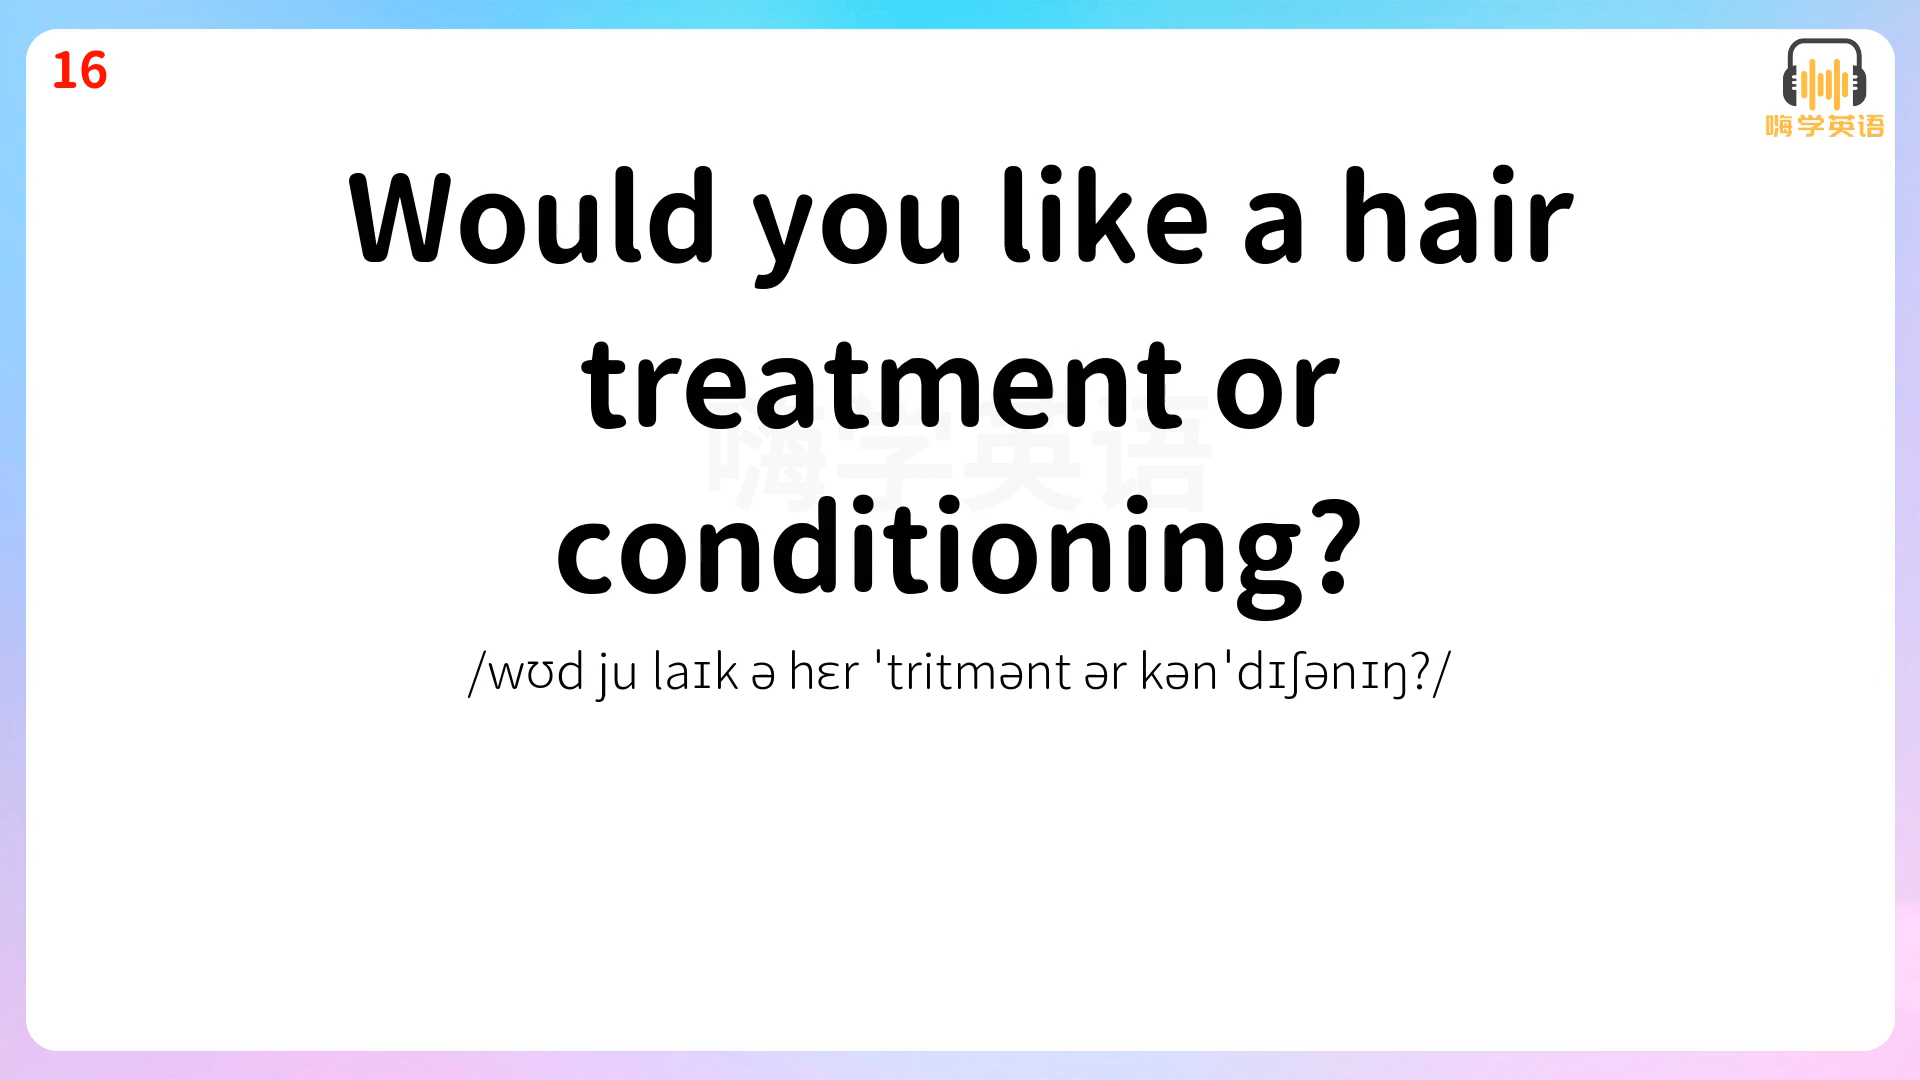 16
嗨学英语
Would you like a hair
treatment or
嗨学英语
conditioning?
/wʊd ju laɪk ə hɛr ˈtritmənt ər kənˈdɪʃənɪŋ?/